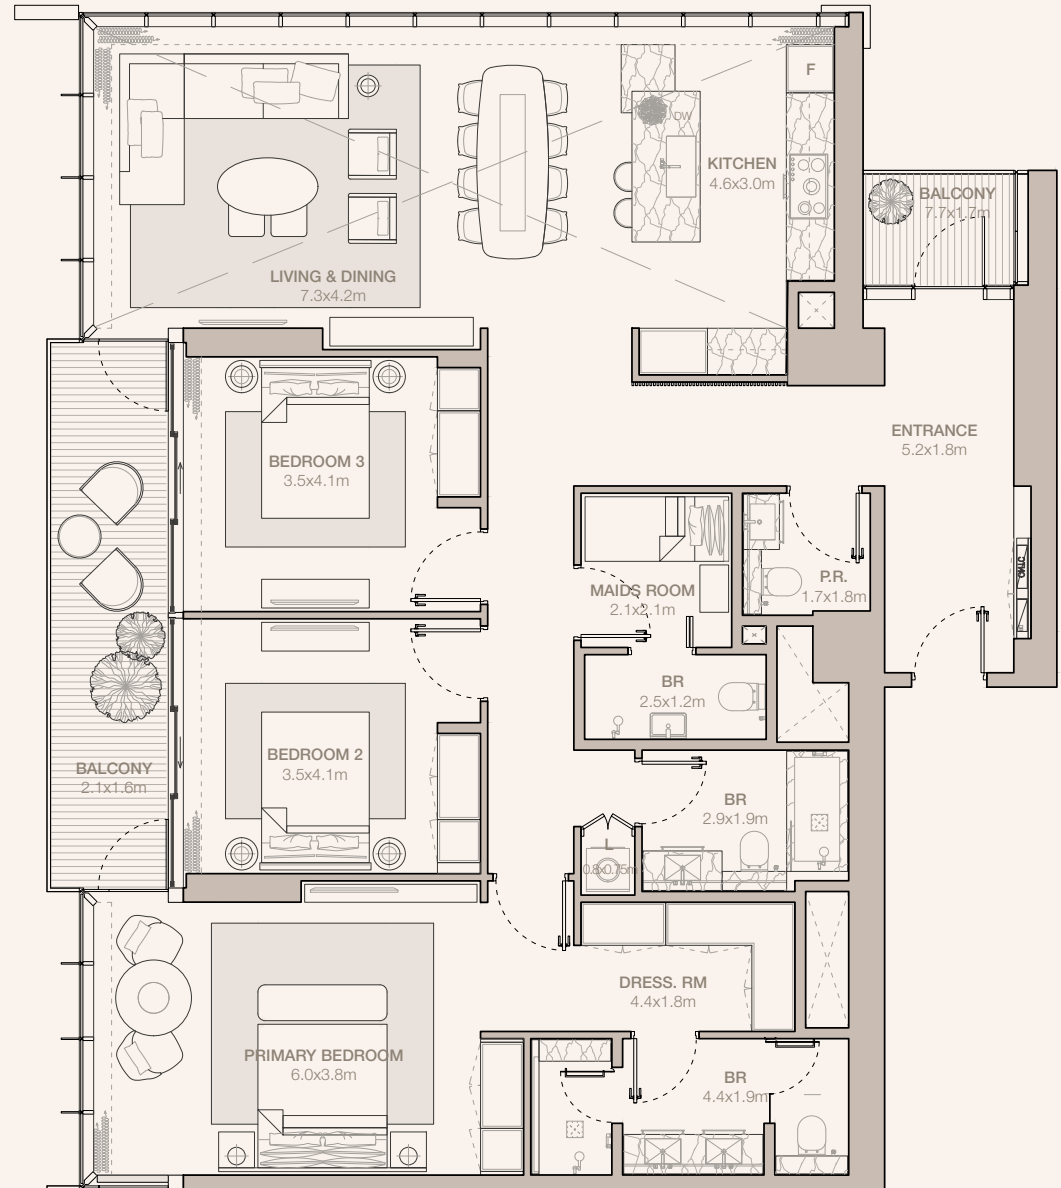 F
DW
KITCHEN
4.6x3.0m
BALCONY
7.7x1.7m
LIVING & DINING
7.3x4.2m
ENTRANCE
5.2x1.8m
BEDROOM 3
3.5x4.1m
MAIDS ROOM
2.1x2.1m
P.R.
1.7x1.8m
BR
2.5x1.2m
BEDROOM 2
3.5x4.1m
BALCONY
2.1x1.6m
BR
2.9x1.9m
0.8x0.75m
DRESS. RM
4.4x1.8m
PRIMARY BEDROOM
6.0x3.8m
BR
4.4x1.9m